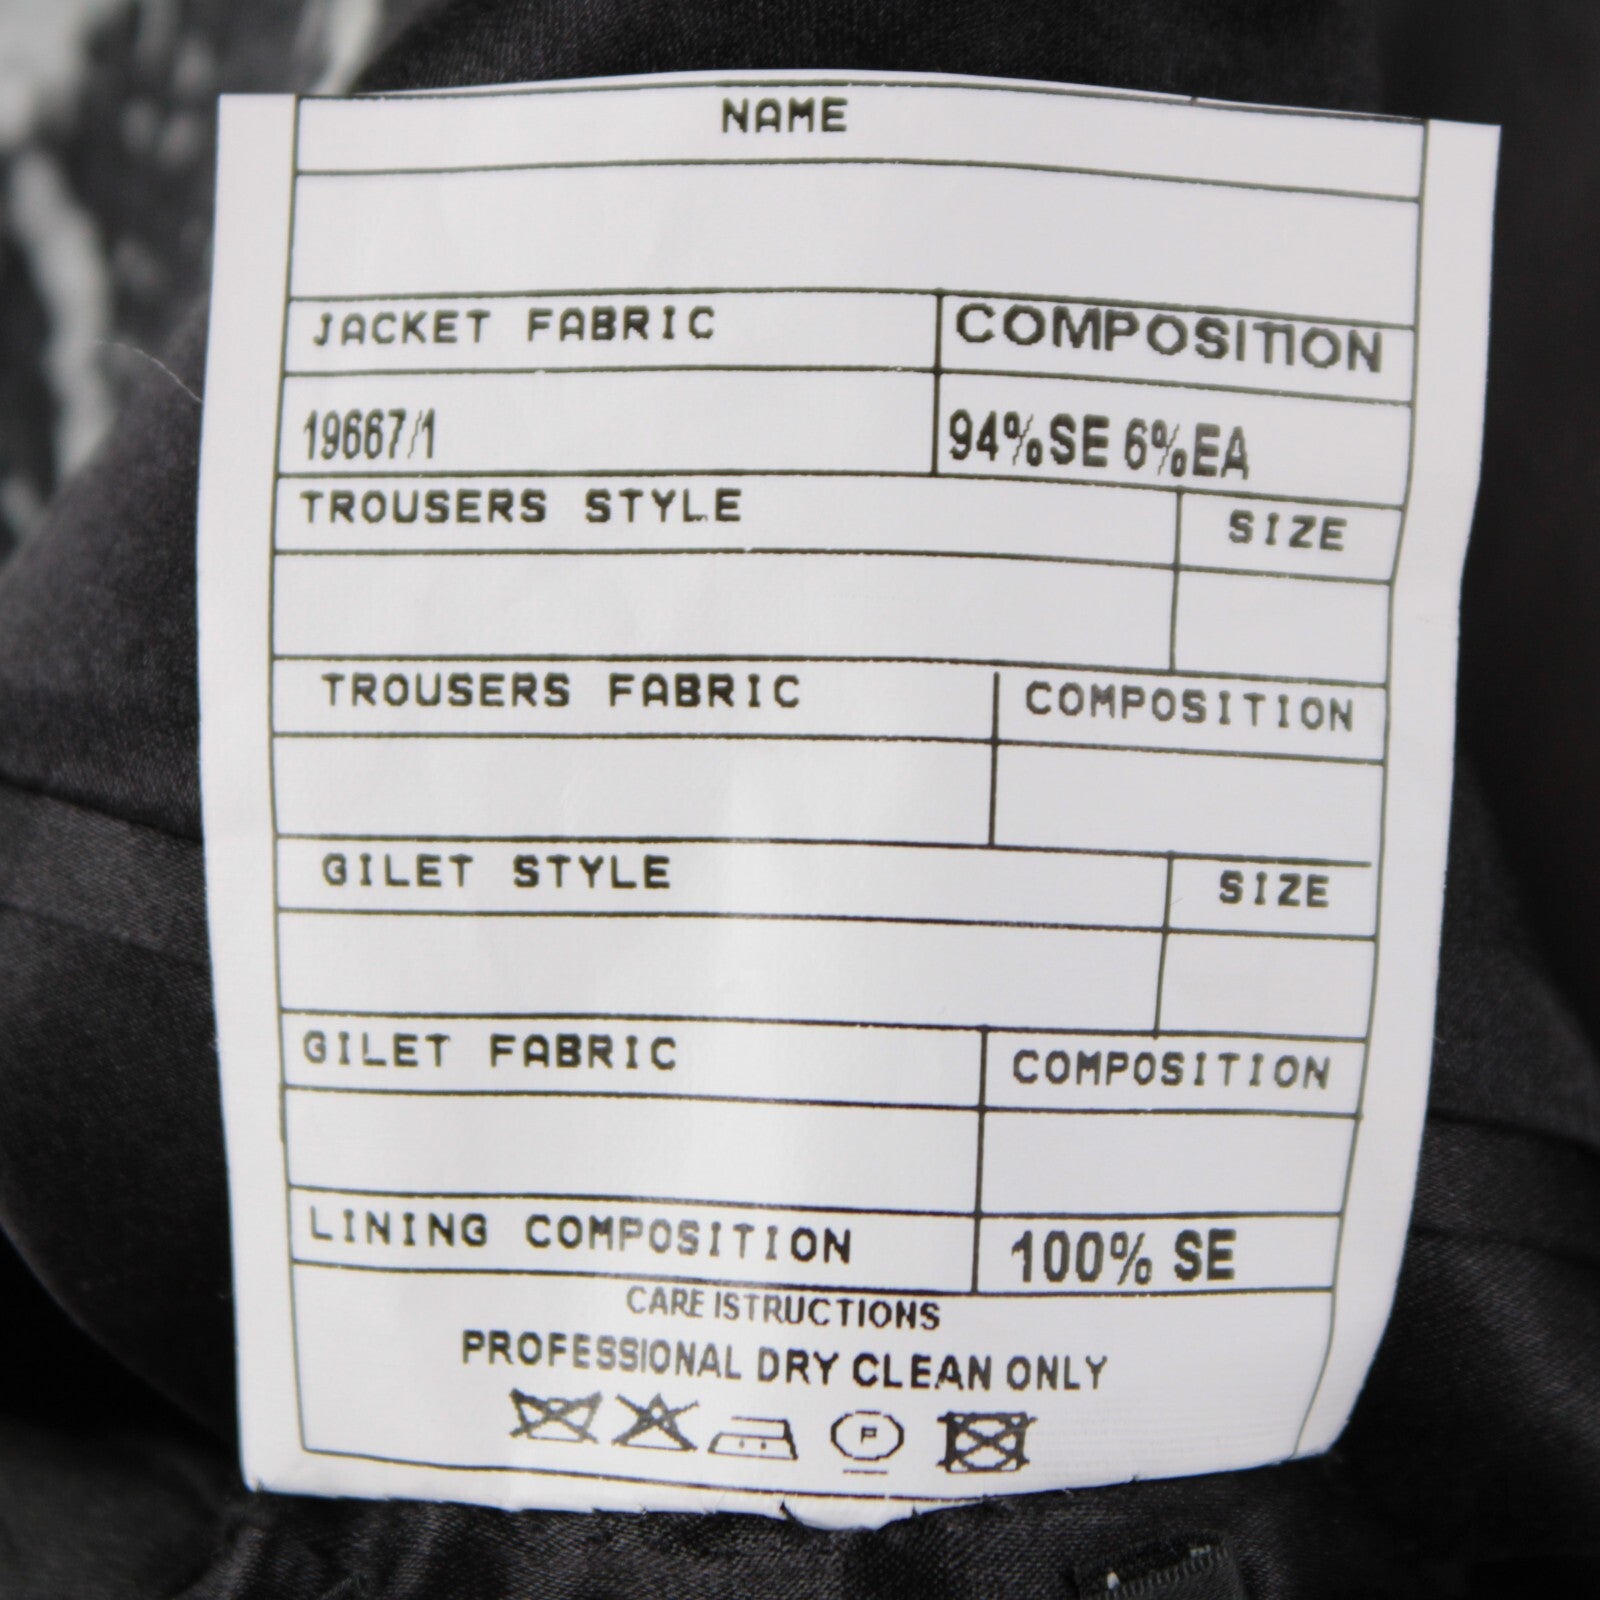 NAME
JACKET FABRIC COMPOSITION
19667/1 94% SE 6% EA
TROUSERS STYLE SIZE
TROUSERS FABRIC COMPOSITION
GILET STYLE SIZE
GILET FABRIC COMPOSITION
LINING COMPOSITION 100% SE
CARE ISTRUCTIONS
PROFESSIONAL DRY CLEAN ONLY
P